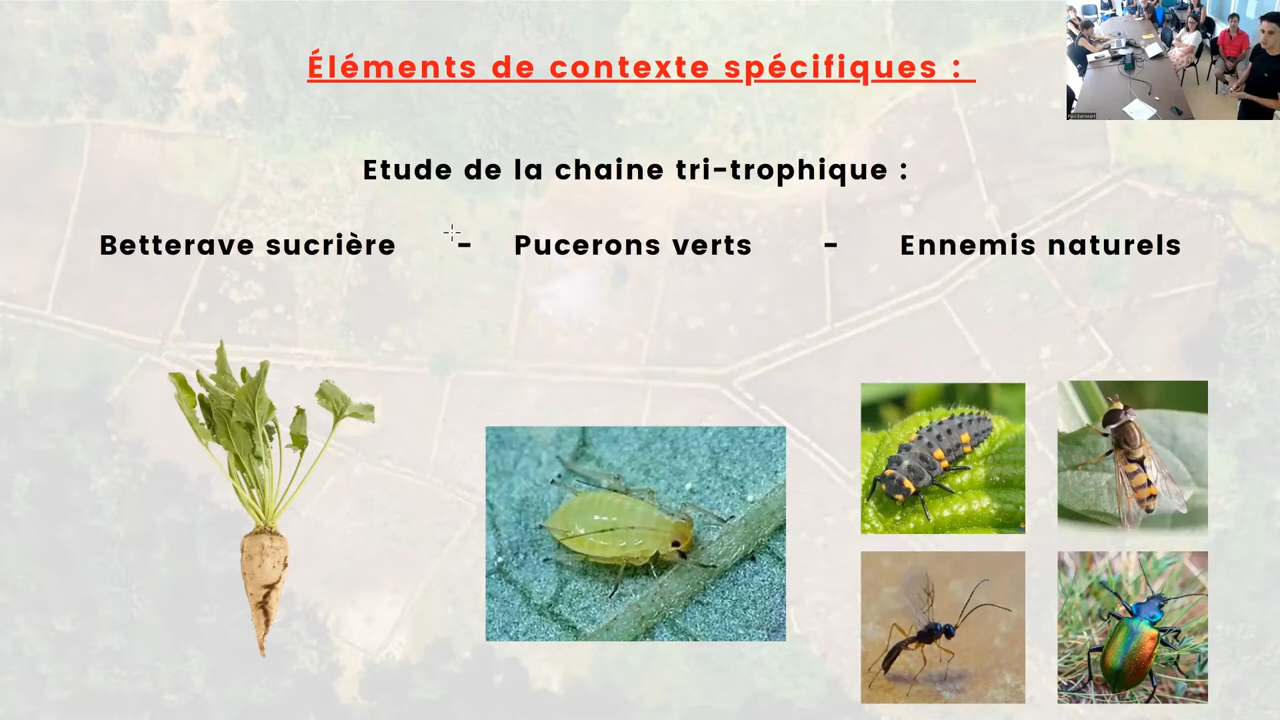 Éléments de contexte spécifiques :
Etude de la chaine tri-trophique :
Betterave sucrière - Pucerons verts - Ennemis naturels